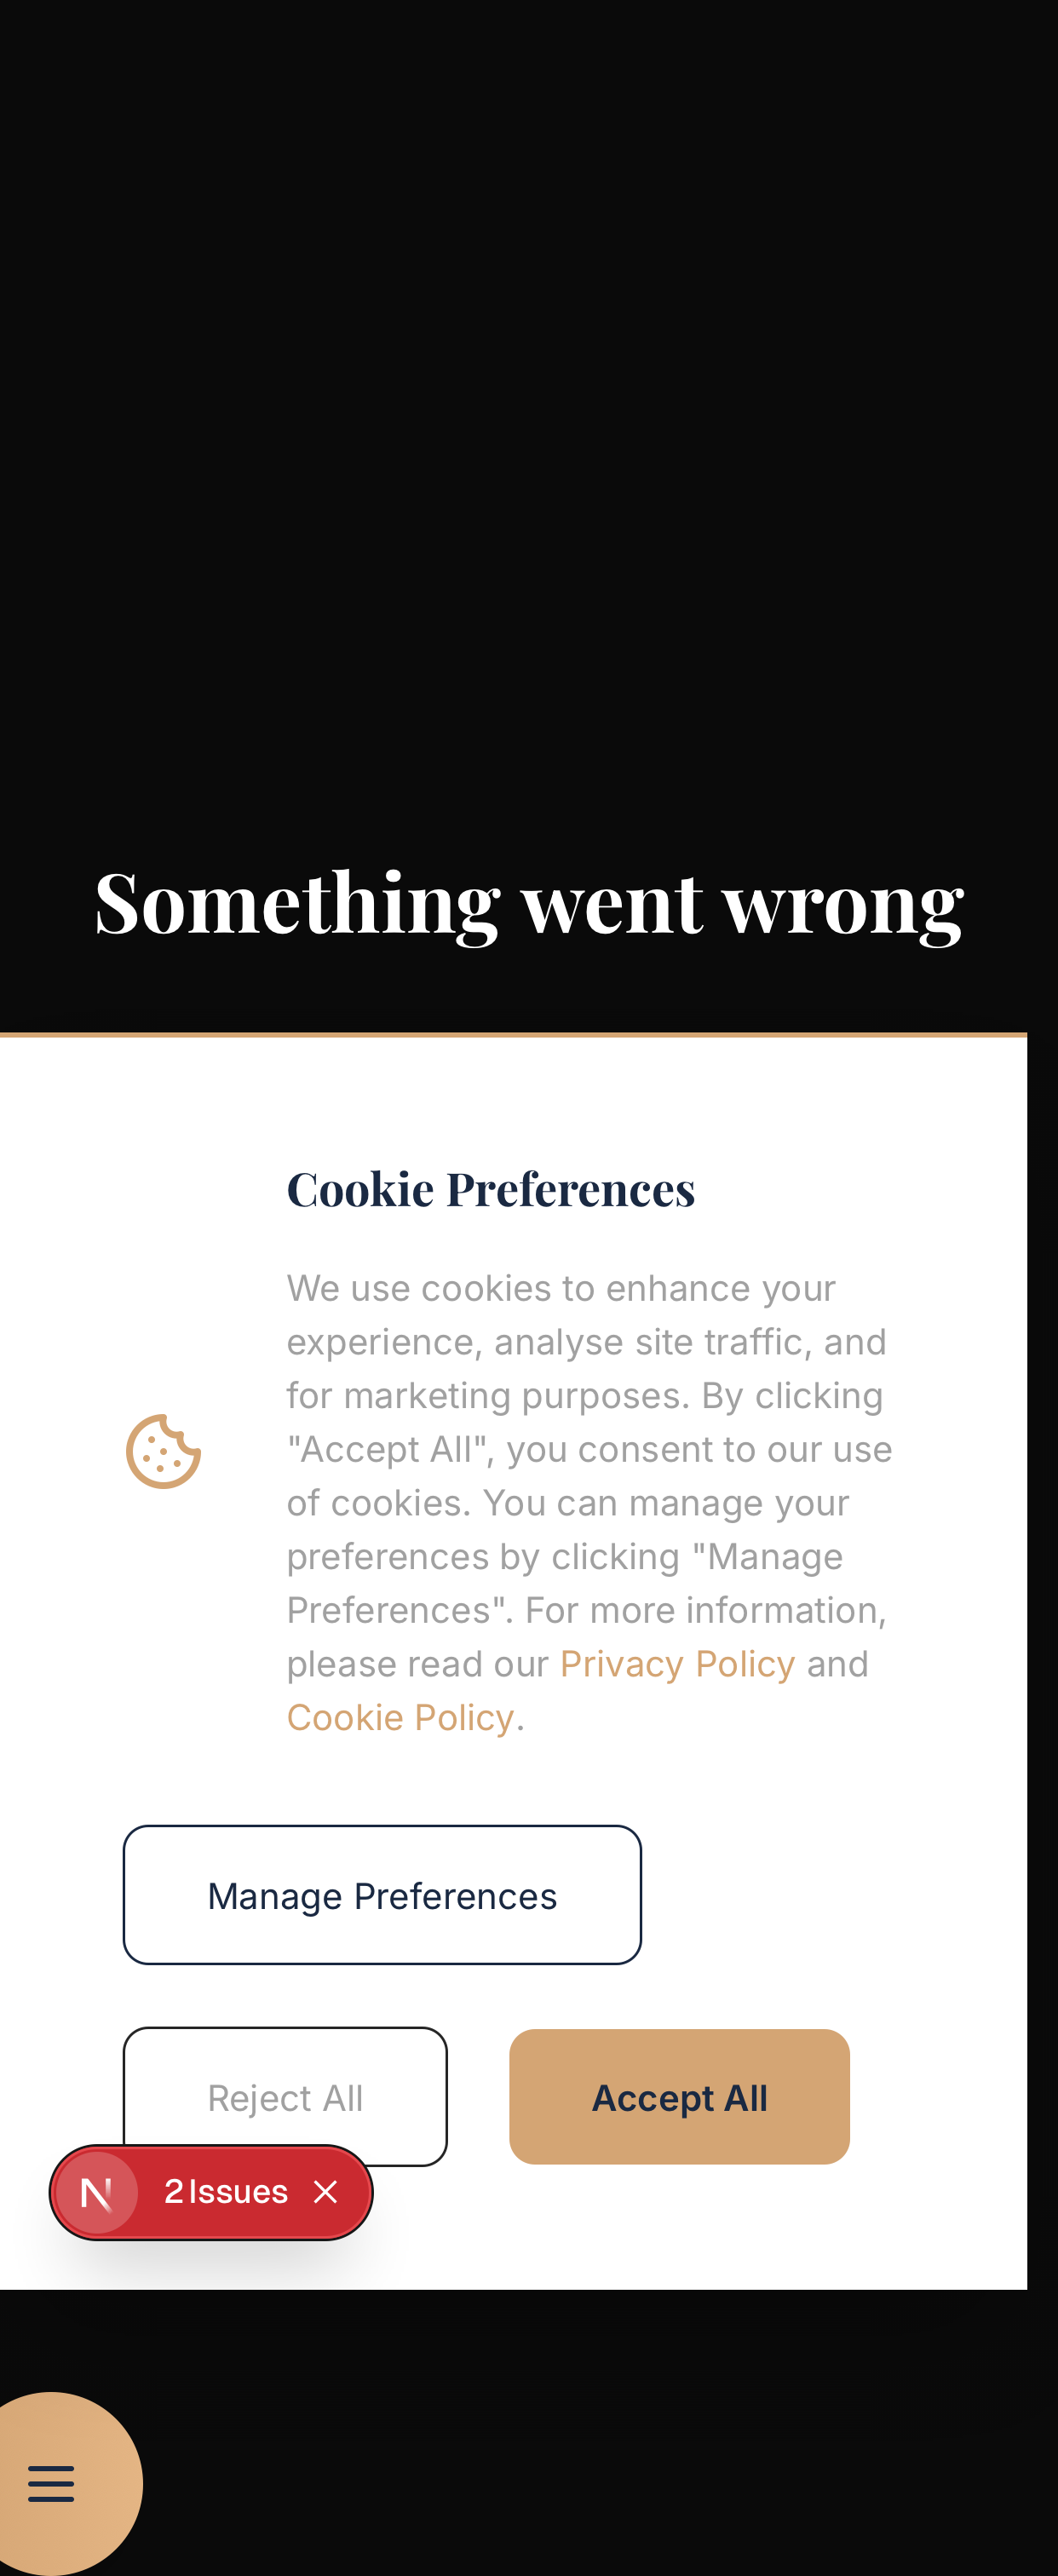 Something went wrong
Cookie Preferences
We use cookies to enhance your
experience, analyse site traffic, and
for marketing purposes. By clicking
"Accept All", you consent to our use
of cookies. You can manage your
preferences by clicking "Manage
Preferences". For more information,
please read our Privacy Policy and
Cookie Policy.
Manage Preferences
Reject All
Accept All
N
2 Issues